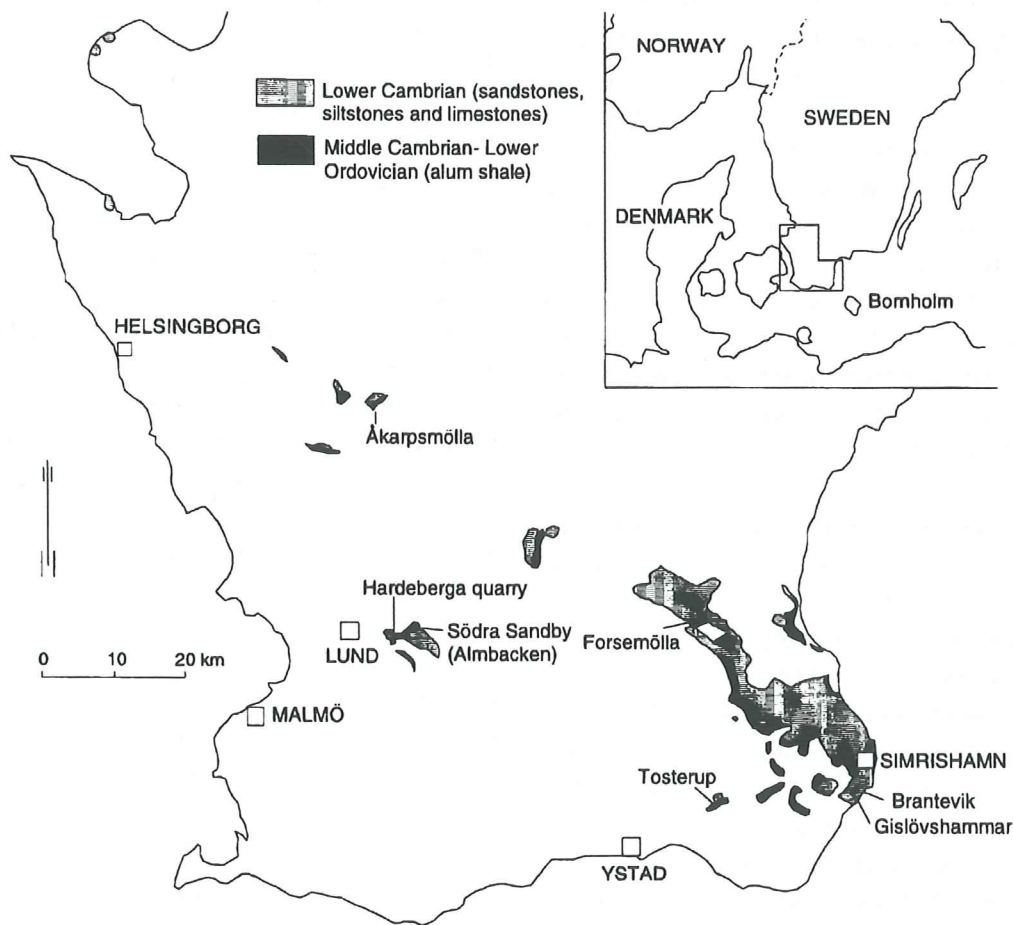 Lower Cambrian (sandstones,
siltstones and limestones)
Middle Cambrian- Lower
Ordovician (alum shale)
NORWAY
SWEDEN
DENMARK
Bornholm
HELSINGBORG
Åkarpsmölla
Hardeberga quarry
LUND
Södra Sandby
(Almbacken)
Forsemölla
0 10 20 km
MALMÖ
SIMRISHAMN
Tosterup
Brantevik
Gislövshammar
YSTAD